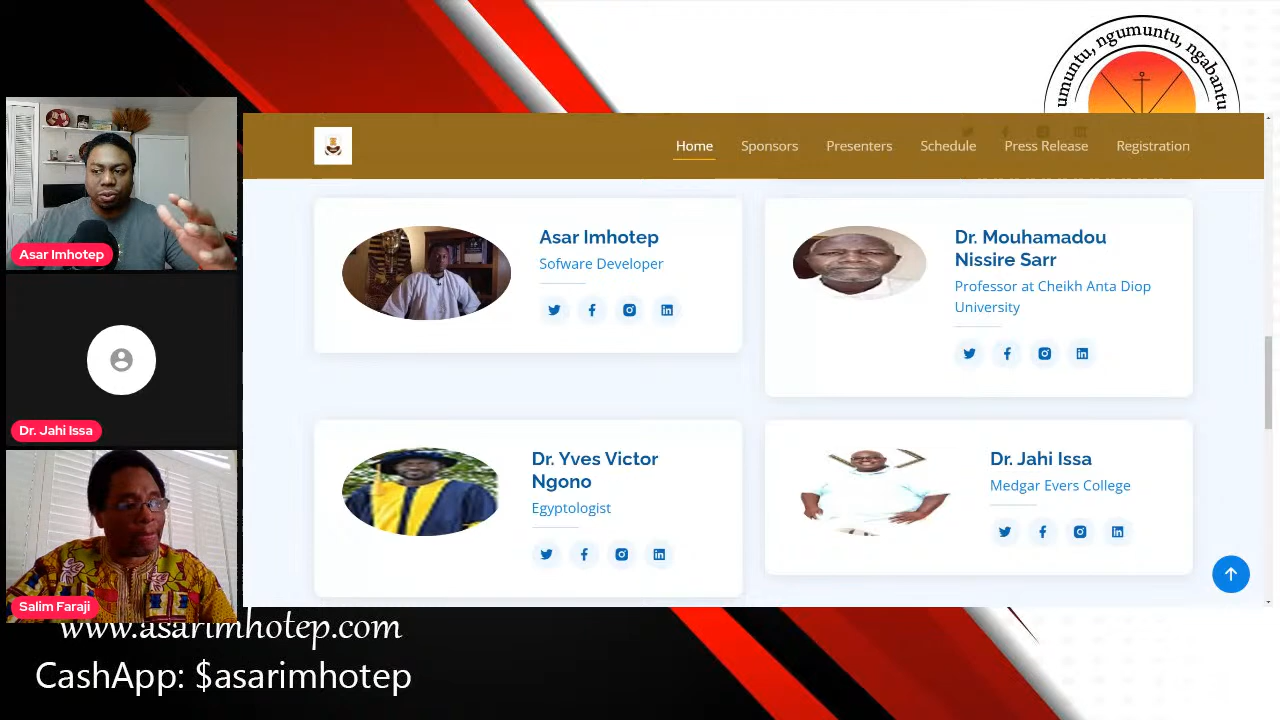 umuntu, ngumuntu, ngabantu
Home
Sponsors
Presenters
Schedule
Press Release
Registration
Asar Imhotep
Sofware Developer
Dr. Mouhamadou
Nissire Sarr
Professor at Cheikh Anta Diop
University
Dr. Yves Victor
Ngono
Egyptologist
Dr. Jahi Issa
Medgar Evers College
Asar Imhotep
Dr. Jahi Issa
Salim Faraji
www.asarimhotep.com
CashApp: $asarimhotep